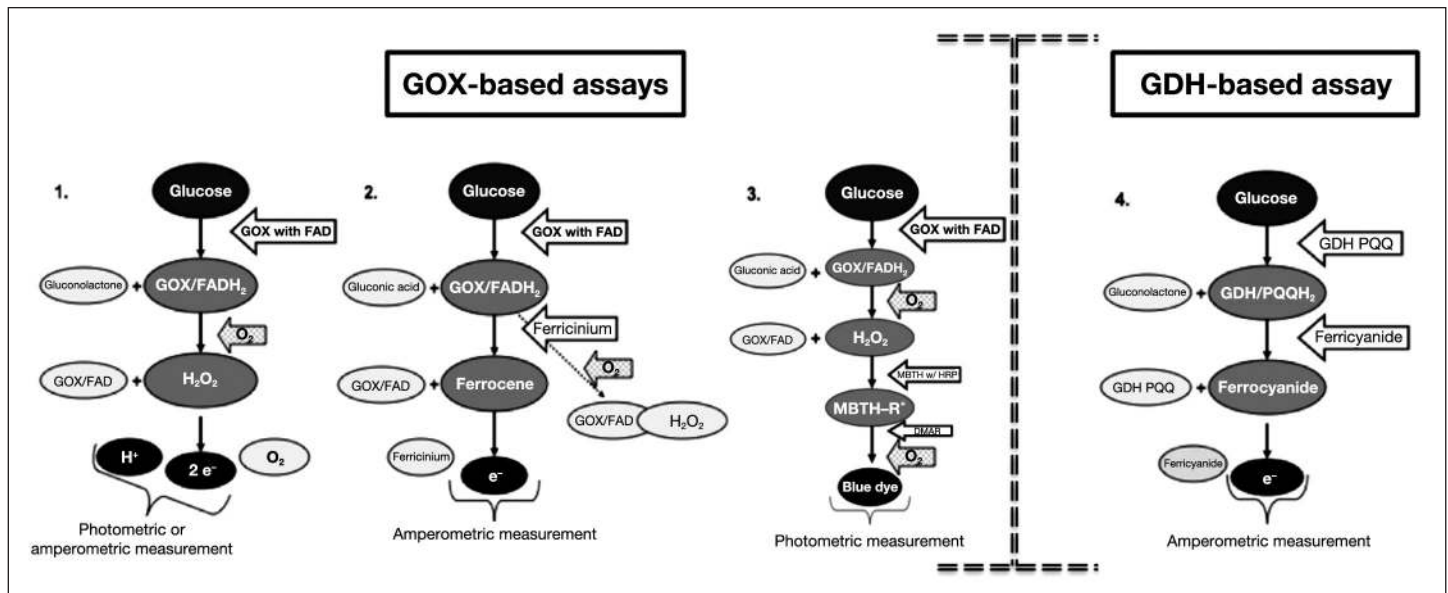 GOX-based assays
GDH-based assay
1.
Glucose
GOX with FAD
Gluconolactone
+
GOX/FADH₂
O₂
GOX/FAD
+
H₂O₂
H⁺
2 e⁻
O₂
Photometric or
amperometric measurement
2.
Glucose
GOX with FAD
Gluconic acid
+
GOX/FADH₂
Ferricinium
O₂
GOX/FAD
+
Ferrocene
GOX/FAD
H₂O₂
Ferricinium
e⁻
Amperometric measurement
3.
Glucose
GOX with FAD
Gluconic acid
+
GOX/FADH₂
O₂
GOX/FAD
+
H₂O₂
MBTH w/ HRP
MBTH–R*
DMAB
O₂
Blue dye
Photometric measurement
4.
Glucose
GDH PQQ
Gluconolactone
+
GDH/PQQH₂
Ferricyanide
GDH PQQ
+
Ferrocyanide
Ferricyanide
e⁻
Amperometric measurement